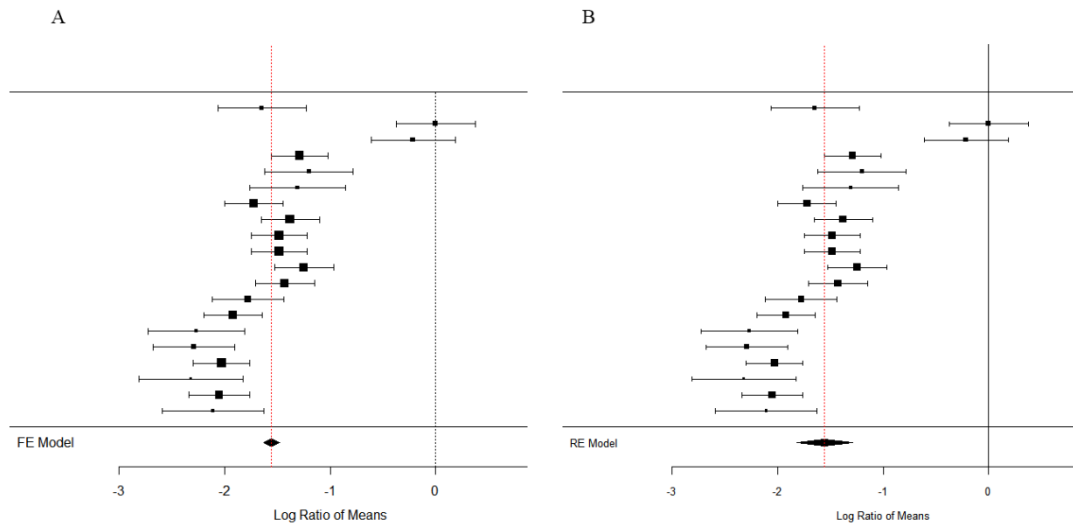 A
B
FE Model
RE Model
-3 -2 -1 0
-3 -2 -1 0
Log Ratio of Means
Log Ratio of Means